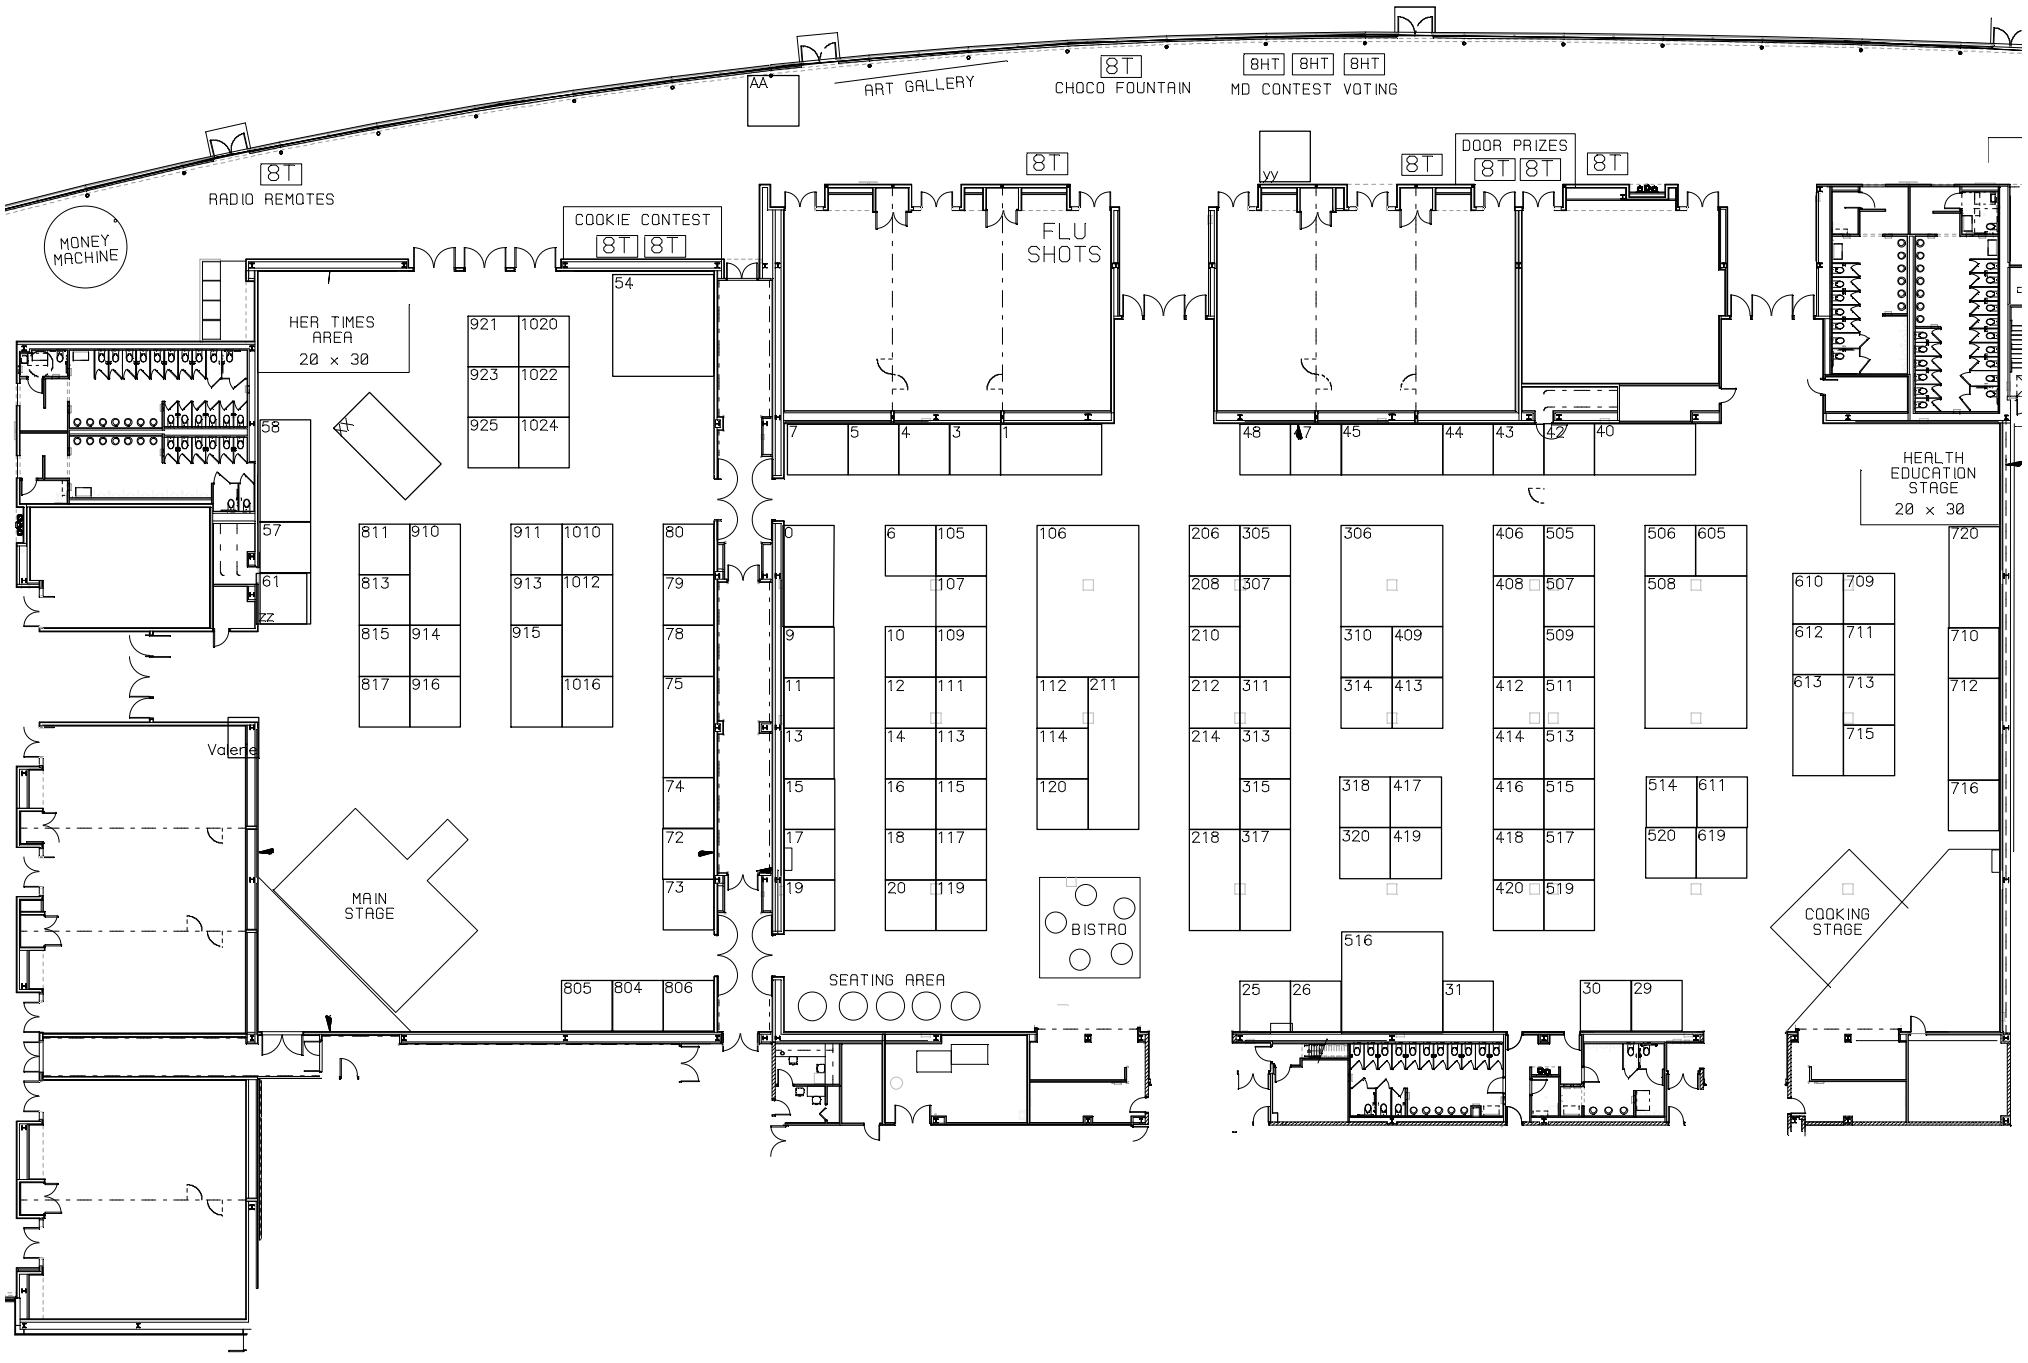 8HT 8HT 8HT
8T
AA
ART GALLERY
CHOCO FOUNTAIN
MD CONTEST VOTING
8T
RADIO REMOTES
8T
yy
8T
DOOR PRIZES
8T 8T
8T
MONEY
MACHINE
COOKIE CONTEST
8T 8T
FLU
SHOTS
54
HER TIMES
AREA
20 x 30
921 1020
923 1022
925 1024
XX
58
7 5 4 3 1
48 47 45 44 43 42 40
HEALTH
EDUCATION
STAGE
20 x 30
57
61
ZZ
811 910
813
815 914
817 916
911 1010
913 1012
915
1016
80
79
78
75
74
72
73
0
9
11
13
15
17
19
6 105
107
10 109
12 111
14 113
16 115
18 117
20 119
106
112 211
114
120
206 305
208 307
210
212 311
214 313
315
218 317
306
310 409
314 413
318 417
320 419
406 505
408 507
509
412 511
414 513
416 515
418 517
420 519
506 605
508
514 611
520 619
610 709
612 711
613 713
715
720
710
712
716
Valerie
MAIN
STAGE
BISTRO
COOKING
STAGE
SEATING AREA
805 804 806
25 26
516
31
30 29